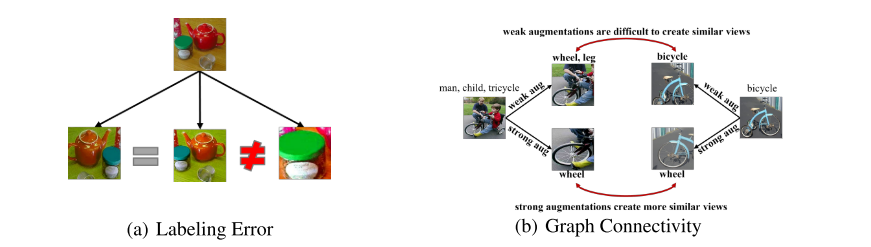 weak augmentations are difficult to create similar views
wheel, leg
bicycle
man, child, tricycle
weak aug
weak aug
bicycle
strong aug
strong aug
wheel
wheel
strong augmentations create more similar views
(a) Labeling Error
(b) Graph Connectivity